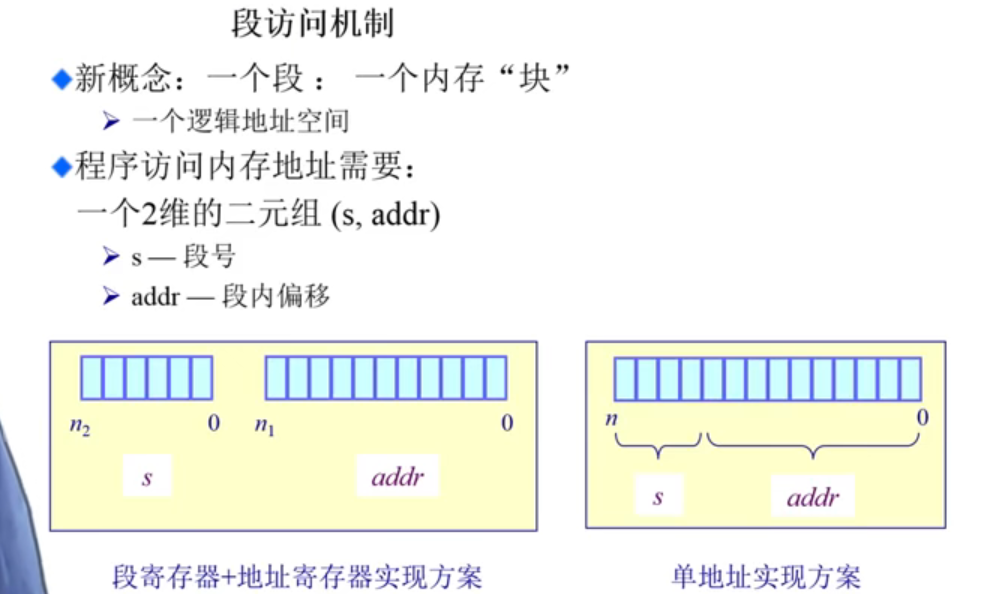 段访问机制
新概念：一个段： 一个内存“块”
一个逻辑地址空间
程序访问内存地址需要：
一个2维的二元组 (s, addr)
s — 段号
addr — 段内偏移
n2 0 n1 0
s addr
段寄存器+地址寄存器实现方案
n 0
s addr
单地址实现方案